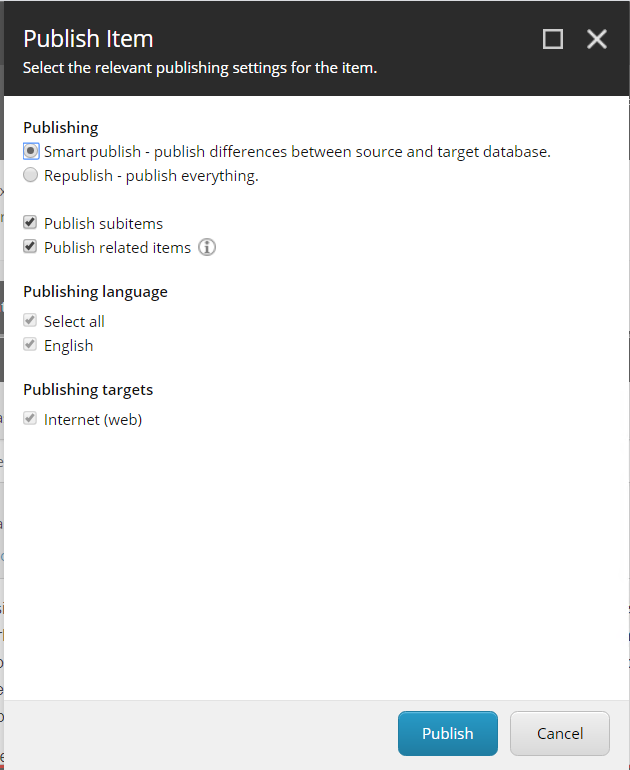 Publish Item
Select the relevant publishing settings for the item.
Publishing
Smart publish - publish differences between source and target database.
Republish - publish everything.
Publish subitems
Publish related items
Publishing language
Select all
English
Publishing targets
Internet (web)
Publish
Cancel